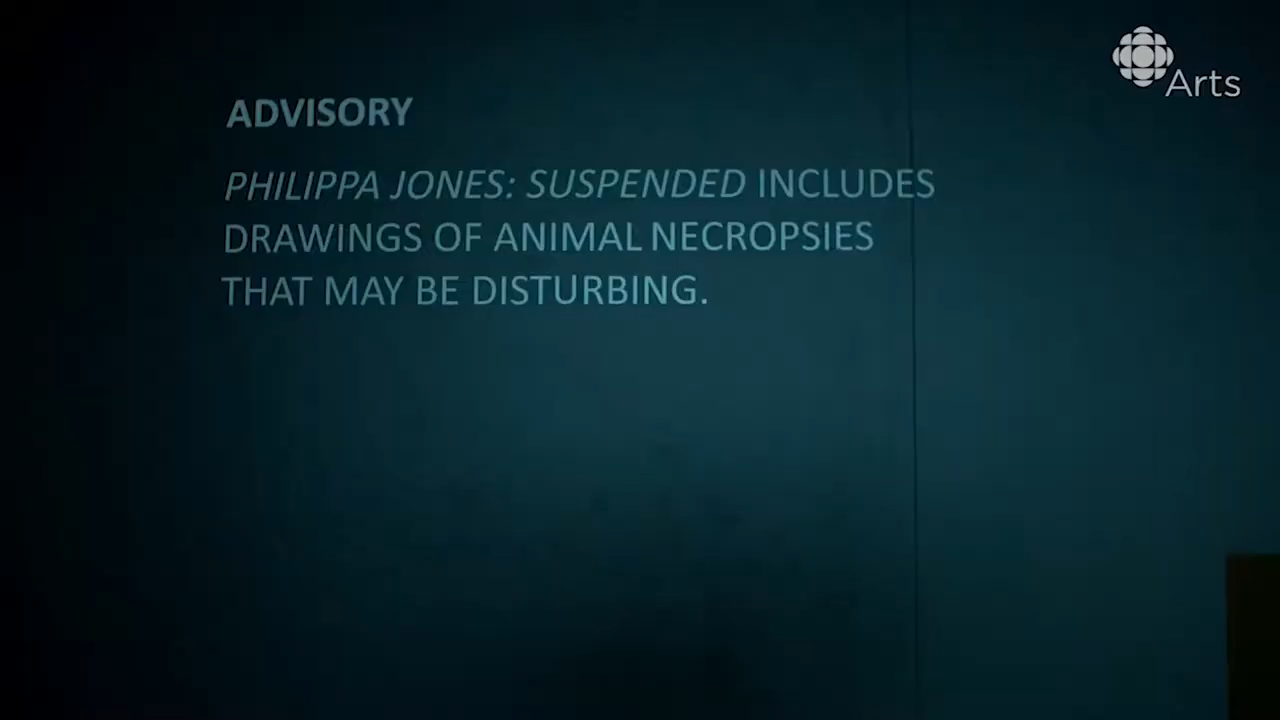 Arts
ADVISORY
PHILIPPA JONES: SUSPENDED INCLUDES
DRAWINGS OF ANIMAL NECROPSIES
THAT MAY BE DISTURBING.